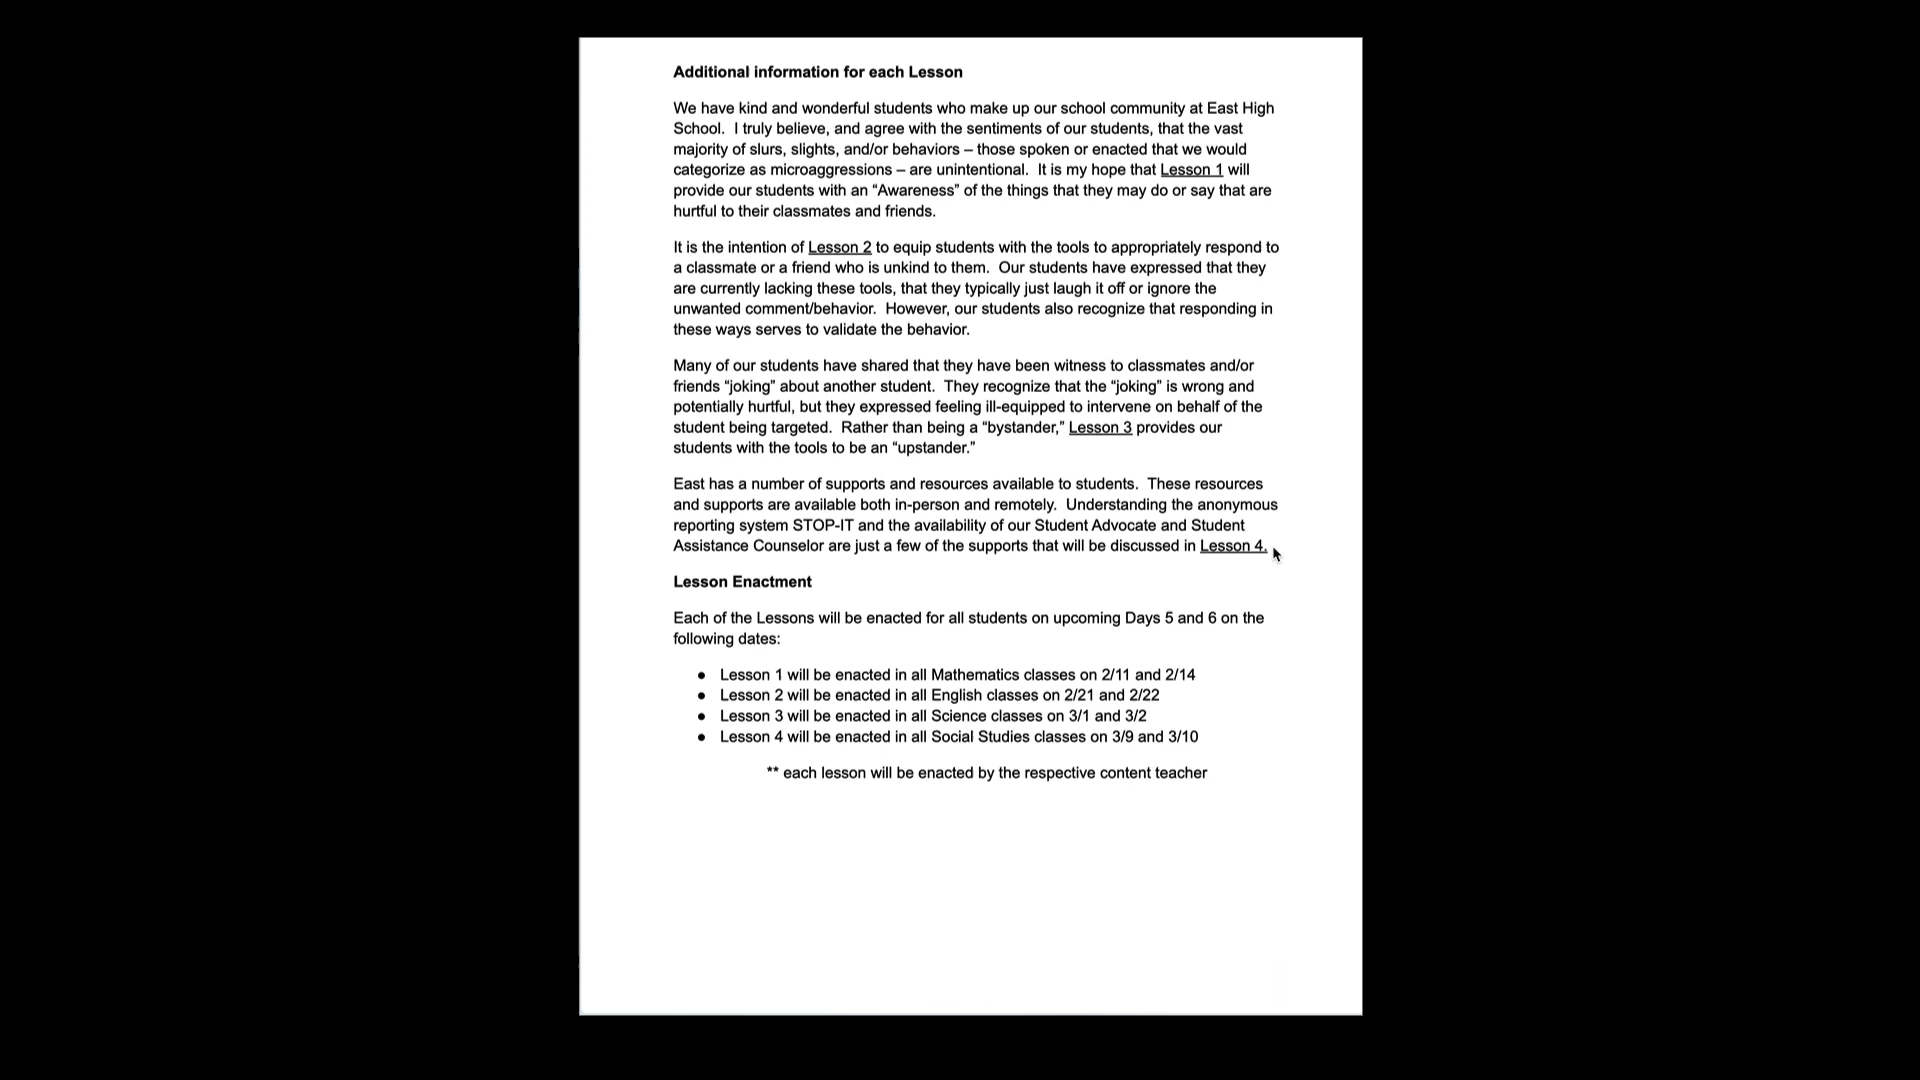 Additional information for each Lesson
We have kind and wonderful students who make up our school community at East High
School.  I truly believe, and agree with the sentiments of our students, that the vast
majority of slurs, slights, and/or behaviors – those spoken or enacted that we would
categorize as microaggressions – are unintentional.  It is my hope that Lesson 1 will
provide our students with an “Awareness” of the things that they may do or say that are
hurtful to their classmates and friends.
It is the intention of Lesson 2 to equip students with the tools to appropriately respond to
a classmate or a friend who is unkind to them.  Our students have expressed that they
are currently lacking these tools, that they typically just laugh it off or ignore the
unwanted comment/behavior.  However, our students also recognize that responding in
these ways serves to validate the behavior.
Many of our students have shared that they have been witness to classmates and/or
friends “joking” about another student.  They recognize that the “joking” is wrong and
potentially hurtful, but they expressed feeling ill-equipped to intervene on behalf of the
student being targeted.  Rather than being a “bystander,” Lesson 3 provides our
students with the tools to be an “upstander.”
East has a number of supports and resources available to students.  These resources
and supports are available both in-person and remotely.  Understanding the anonymous
reporting system STOP-IT and the availability of our Student Advocate and Student
Assistance Counselor are just a few of the supports that will be discussed in Lesson 4.
Lesson Enactment
Each of the Lessons will be enacted for all students on upcoming Days 5 and 6 on the
following dates:
● Lesson 1 will be enacted in all Mathematics classes on 2/11 and 2/14
● Lesson 2 will be enacted in all English classes on 2/21 and 2/22
● Lesson 3 will be enacted in all Science classes on 3/1 and 3/2
● Lesson 4 will be enacted in all Social Studies classes on 3/9 and 3/10
** each lesson will be enacted by the respective content teacher